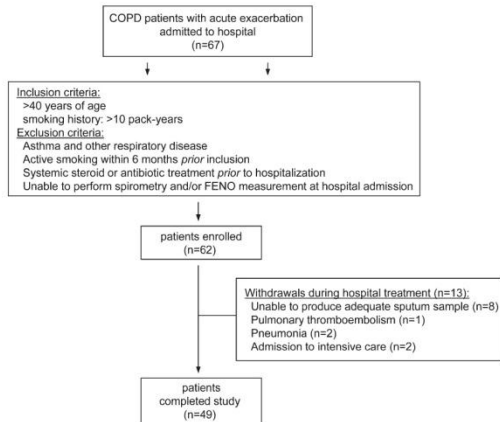 COPD patients with acute exacerbation
admitted to hospital
(n=67)
Inclusion criteria:
>40 years of age
smoking history: >10 pack-years
Exclusion criteria:
Asthma and other respiratory disease
Active smoking within 6 months prior inclusion
Systemic steroid or antibiotic treatment prior to hospitalization
Unable to perform spirometry and/or FENO measurement at hospital admission
patients enrolled
(n=62)
Withdrawals during hospital treatment (n=13):
Unable to produce adequate sputum sample (n=8)
Pulmonary thromboembolism (n=1)
Pneumonia (n=2)
Admission to intensive care (n=2)
patients
completed study
(n=49)